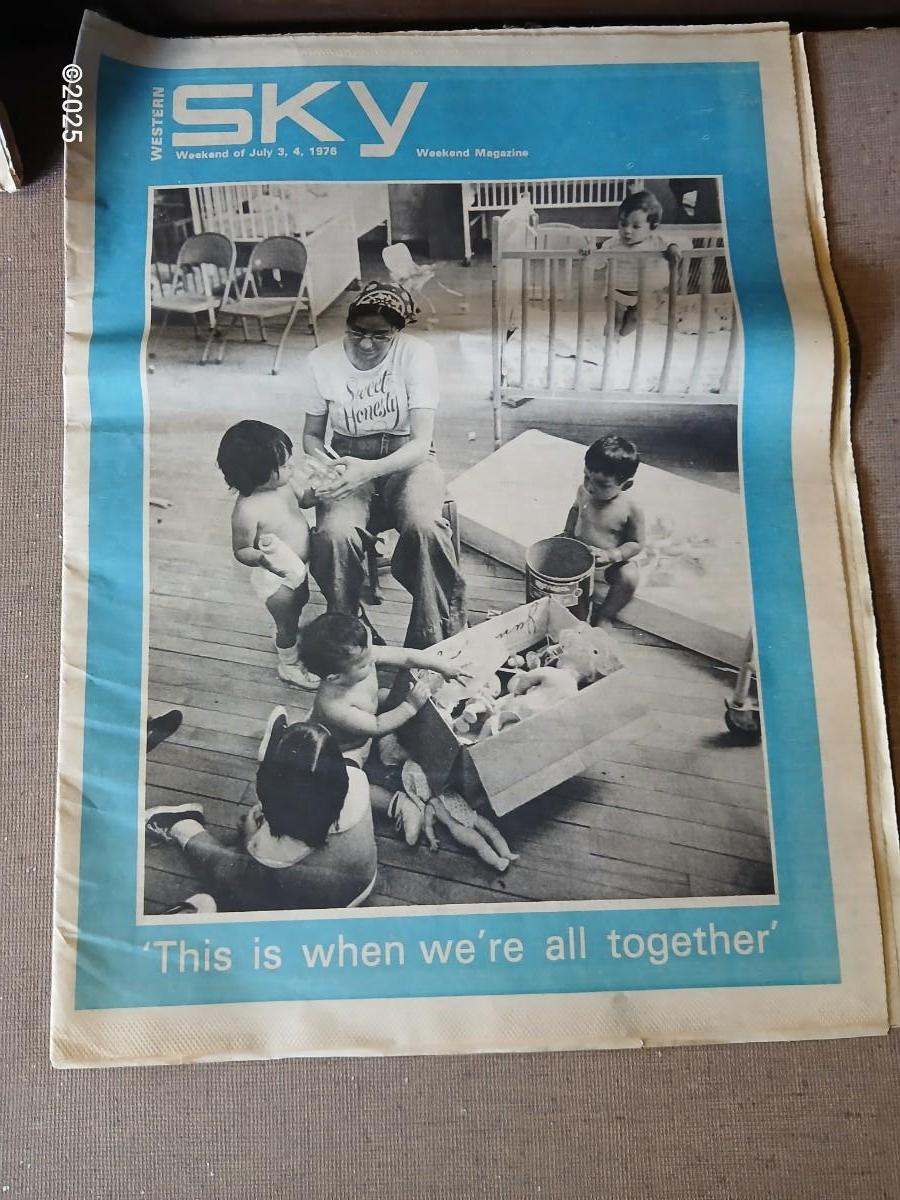 ©2025
WESTERN
SKy
Weekend of July 3, 4, 1976
Weekend Magazine
Sweet
Honesty
'This is when we're all together'